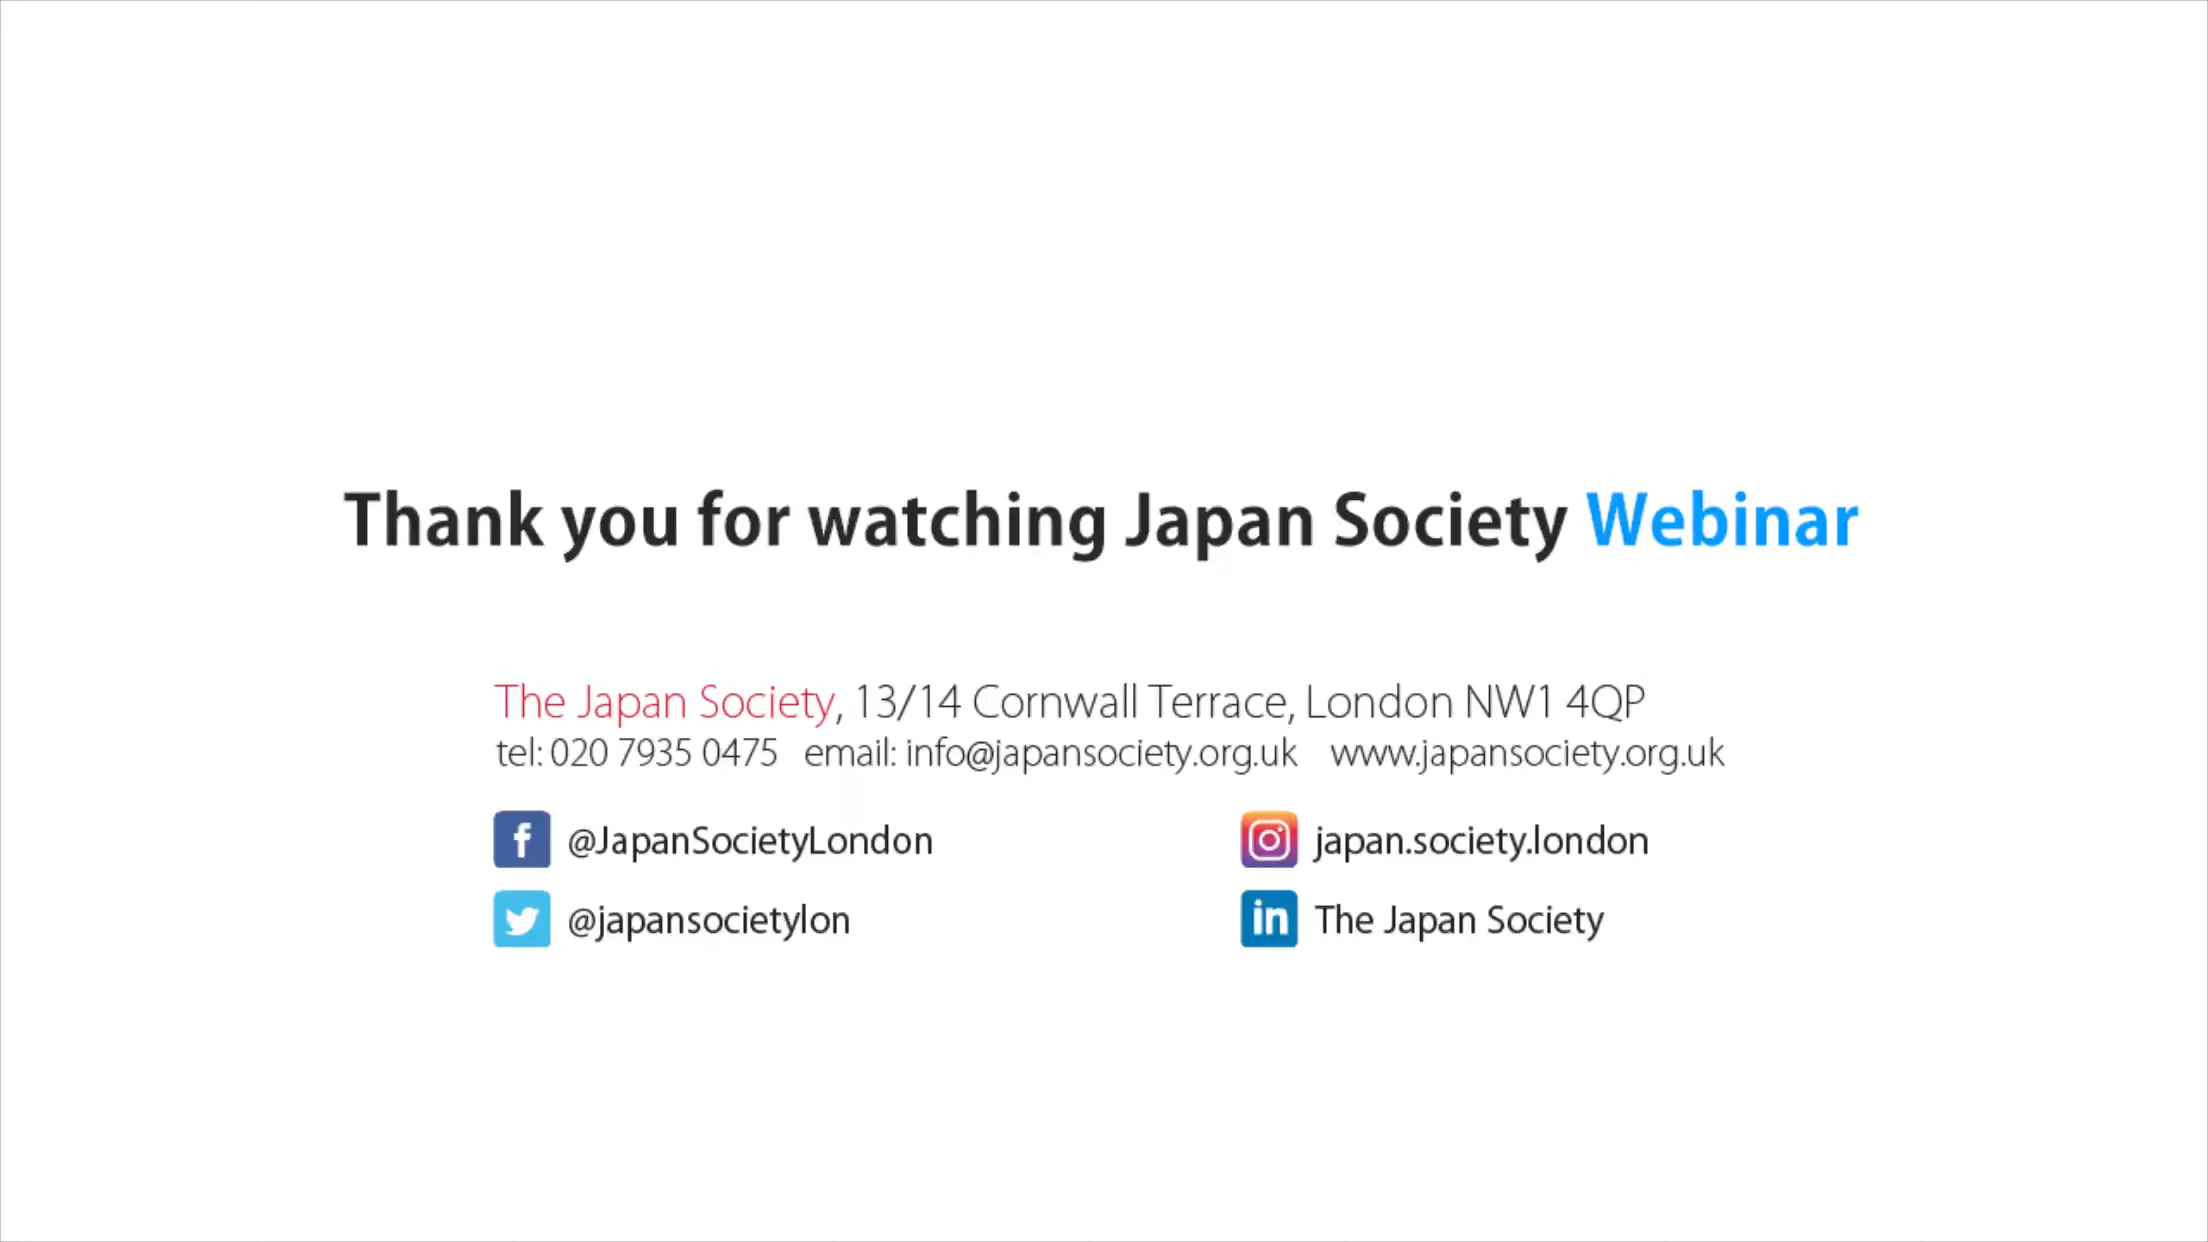 Thank you for watching Japan Society Webinar
The Japan Society, 13/14 Cornwall Terrace, London NW1 4QP
tel: 020 7935 0475 email: info@japansociety.org.uk www.japansociety.org.uk
@JapanSocietyLondon
japan.society.london
@japansocietylon
The Japan Society